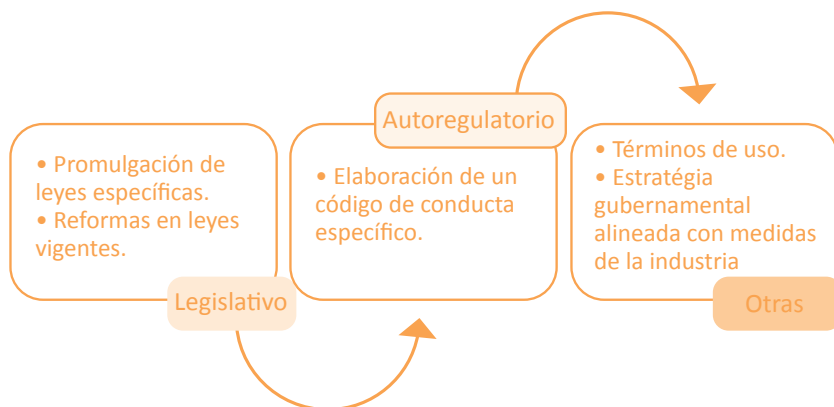 • Promulgación de
leyes específicas.
• Reformas en leyes
vigentes.
Legislativo
Autoregulatorio
• Elaboración de un
código de conducta
específico.
• Términos de uso.
• Estratégia
gubernamental
alineada con medidas
de la industria
Otras